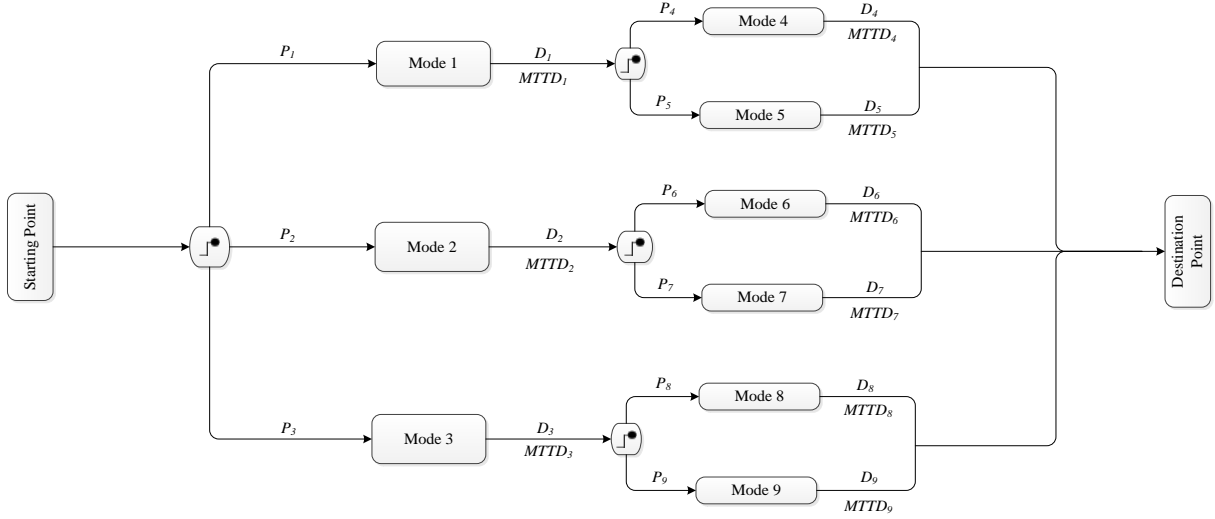 Starting Point
P1
Mode 1
D1
MTTD1
P4
Mode 4
D4
MTTD4
P5
Mode 5
D5
MTTD5
P2
Mode 2
D2
MTTD2
P6
Mode 6
D6
MTTD6
P7
Mode 7
D7
MTTD7
P3
Mode 3
D3
MTTD3
P8
Mode 8
D8
MTTD8
P9
Mode 9
D9
MTTD9
Destination
Point